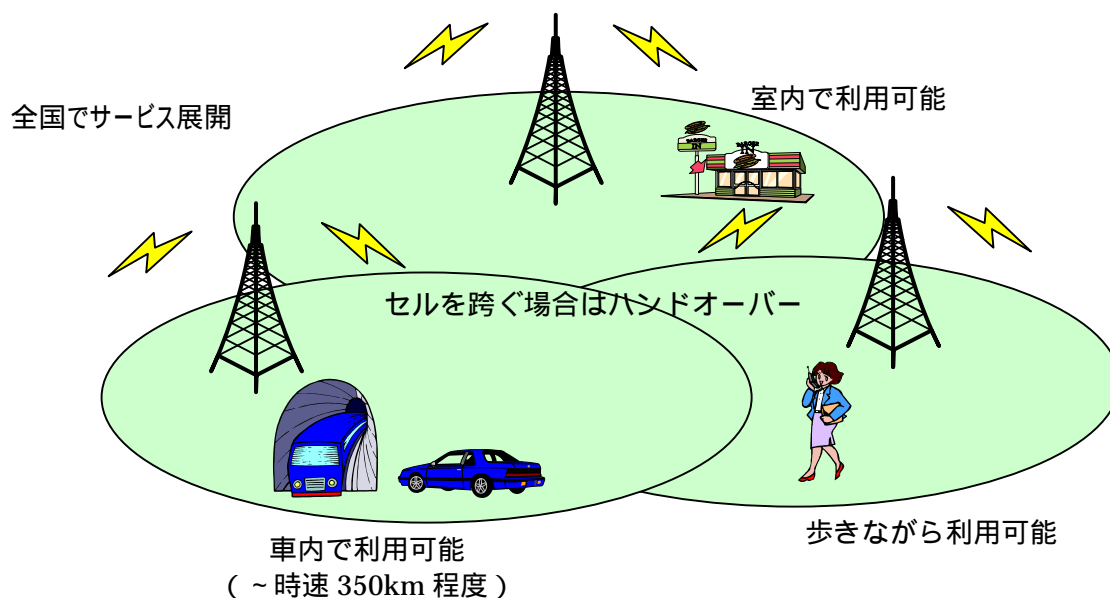 全国でサービス展開
室内で利用可能
IN
IN
セルを跨ぐ場合はハンドオーバー
車内で利用可能
(～時速 350km 程度)
歩きながら利用可能